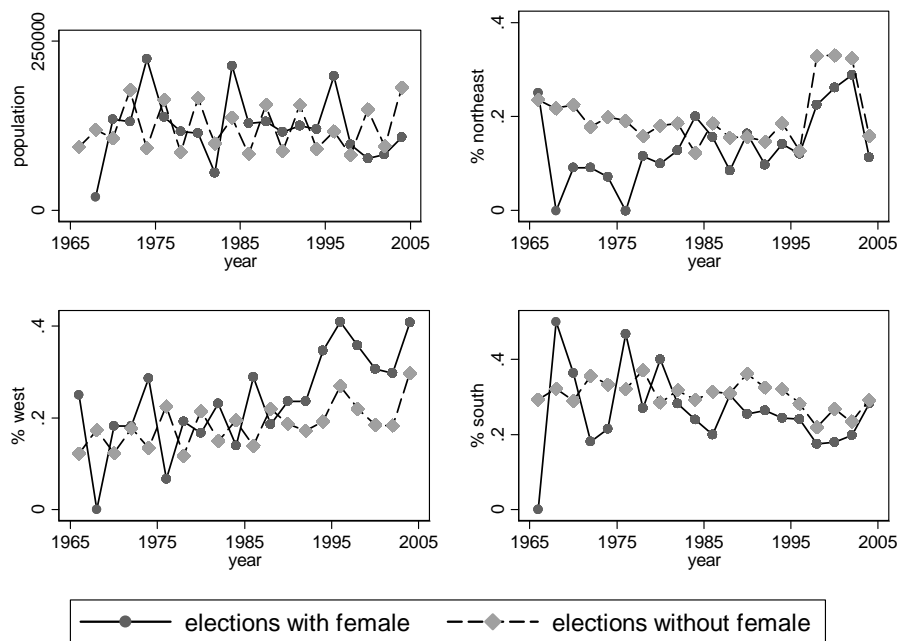 250000
population
0
1965 1975 1985 1995 2005
year
.4
% northeast
.2
0
1965 1975 1985 1995 2005
year
.4
% west
.2
0
1965 1975 1985 1995 2005
year
.4
% south
.2
0
1965 1975 1985 1995 2005
year
elections with female elections without female